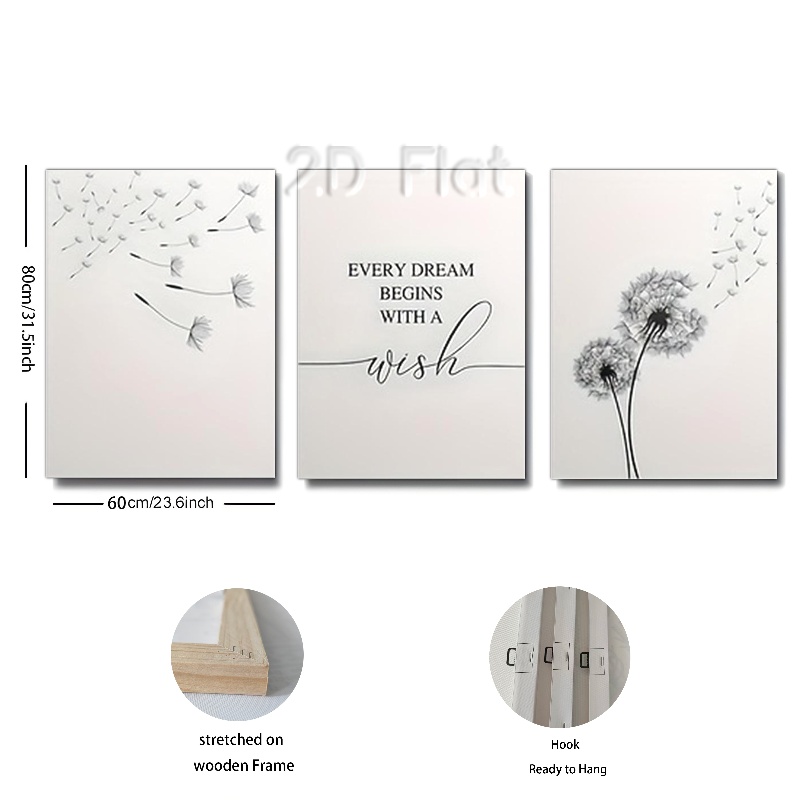 2.D Flat
80cm/31.5inch
EVERY DREAM
BEGINS
WITH A
wish
60cm/23.6inch
stretched on
wooden Frame
Hook
Ready to Hang